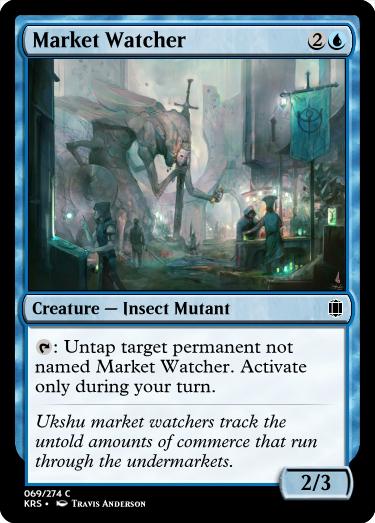 Market Watcher 2
Creature — Insect Mutant
: Untap target permanent not
named Market Watcher. Activate
only during your turn.
Ukshu market watchers track the
untold amounts of commerce that run
through the undermarkets.
2/3
069/274 C
KRS • Travis Anderson